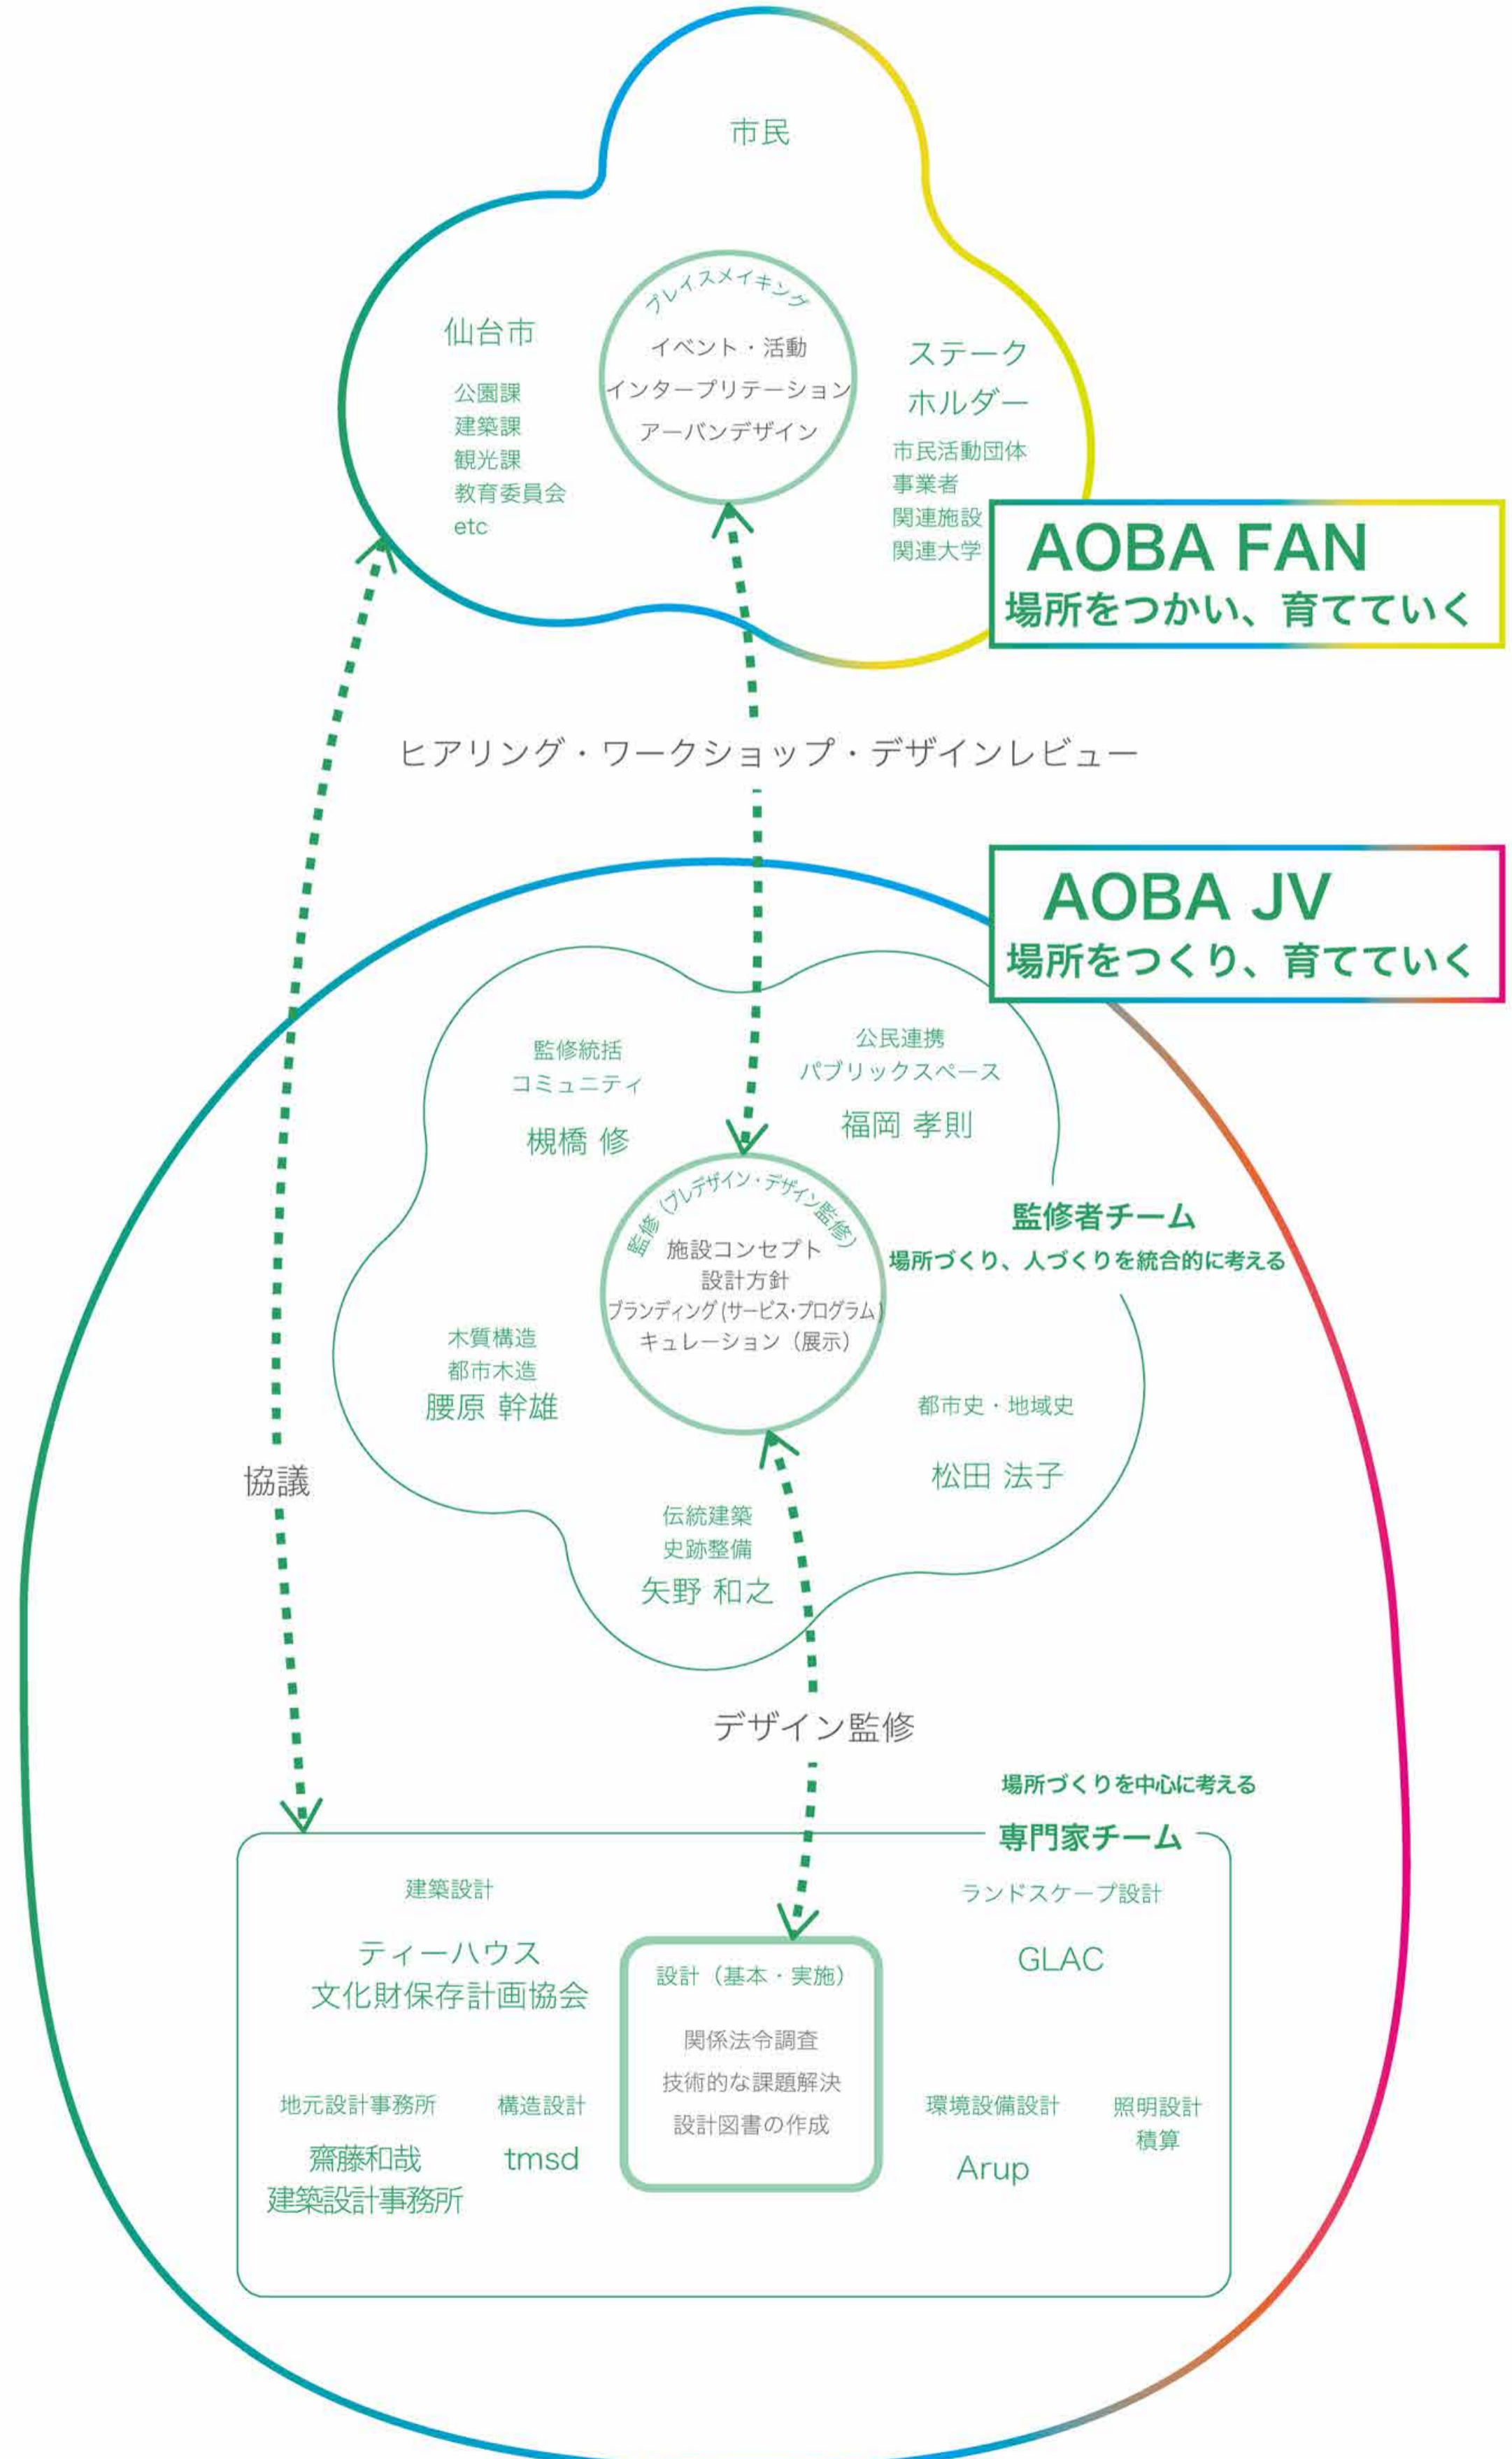 市民
プレイスメイキング
イベント・活動
インタープリテーション
アーバンデザイン
仙台市
公園課
建築課
観光課
教育委員会
etc
ステーク
ホルダー
市民活動団体
事業者
関連施設
関連大学
AOBA FAN
場所をつかい、育てていく
ヒアリング・ワークショップ・デザインレビュー
AOBA JV
場所をつくり、育てていく
監修統括
コミュニティ
槻橋 修
公民連携
パブリックスペース
福岡 孝則
監修（プレデザイン・デザイン監修）
施設コンセプト
設計方針
ブランディング(サービス・プログラム)
キュレーション（展示）
監修者チーム
場所づくり、人づくりを統合的に考える
木質構造
都市木造
腰原 幹雄
都市史・地域史
松田 法子
協議
伝統建築
史跡整備
矢野 和之
デザイン監修
場所づくりを中心に考える
専門家チーム
建築設計
ティーハウス
文化財保存計画協会
ランドスケープ設計
GLAC
設計（基本・実施）
関係法令調査
技術的な課題解決
設計図書の作成
地元設計事務所
齋藤和哉
建築設計事務所
構造設計
tmsd
環境設備設計
Arup
照明設計
積算